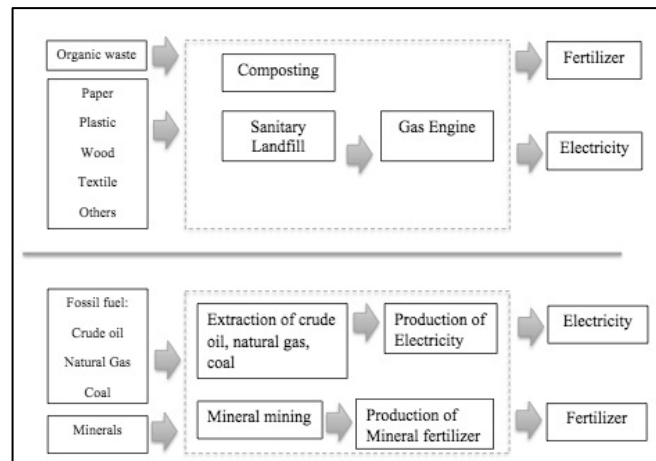 Organic waste
Composting
Fertilizer
Paper
Plastic
Wood
Textile
Others
Sanitary
Landfill
Gas Engine
Electricity
Fossil fuel:
Crude oil
Natural Gas
Coal
Extraction of crude
oil, natural gas,
coal
Production of
Electricity
Electricity
Minerals
Mineral mining
Production of
Mineral fertilizer
Fertilizer